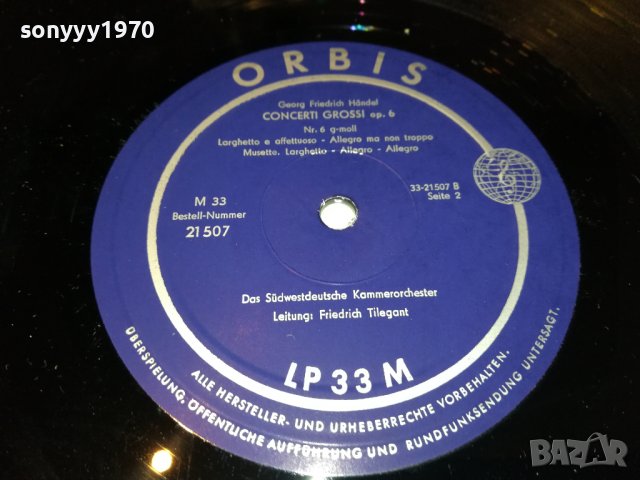 sonyyy1970
ORBIS
Georg Friedrich Händel
CONCERTI GROSSI op. 6
Nr. 6 g-moll
Larghetto e affettuoso - Allegro ma non troppo
Musette. Larghetto - Allegro - Allegro
M 33
Bestell-Nummer
21 507
33-21507 B
Seite 2
Das Südwestdeutsche Kammerorchester
Leitung: Friedrich Tilegant
LP 33 M
ALLE HERSTELLER- UND URHEBERRECHTE VORBEHALTEN.
ÜBERSPIELUNG, ÖFFENTLICHE AUFFÜHRUNG UND RUNDFUNKSENDUNG UNTERSAGT.
BAZAR
bg